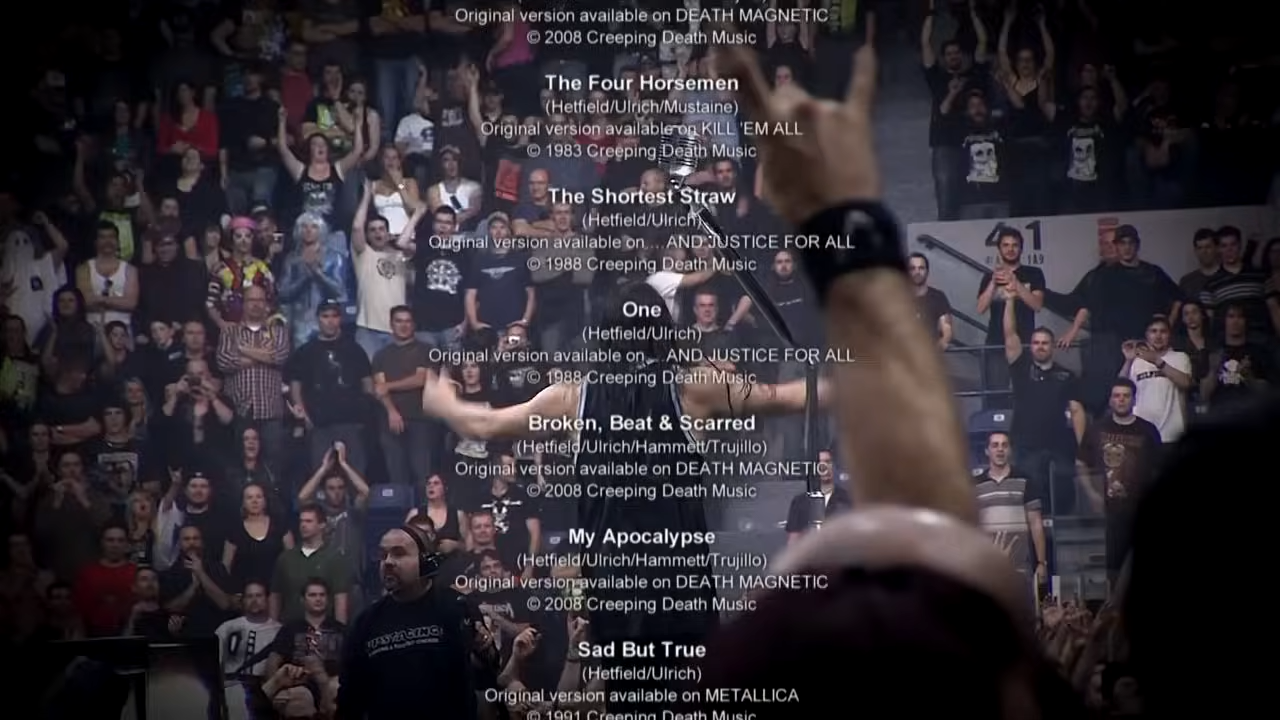 Original version available on DEATH MAGNETIC
© 2008 Creeping Death Music
The Four Horsemen
(Hetfield/Ulrich/Mustaine)
Original version available on KILL 'EM ALL
© 1983 Creeping Death Music
The Shortest Straw
(Hetfield/Ulrich)
Original version available on ...AND JUSTICE FOR ALL
© 1988 Creeping Death Music
One
(Hetfield/Ulrich)
Original version available on ...AND JUSTICE FOR ALL
© 1988 Creeping Death Music
Broken, Beat & Scarred
(Hetfield/Ulrich/Hammett/Trujillo)
Original version available on DEATH MAGNETIC
© 2008 Creeping Death Music
My Apocalypse
(Hetfield/Ulrich/Hammett/Trujillo)
Original version available on DEATH MAGNETIC
© 2008 Creeping Death Music
Sad But True
(Hetfield/Ulrich)
Original version available on METALLICA
© 1991 Creeping Death Music